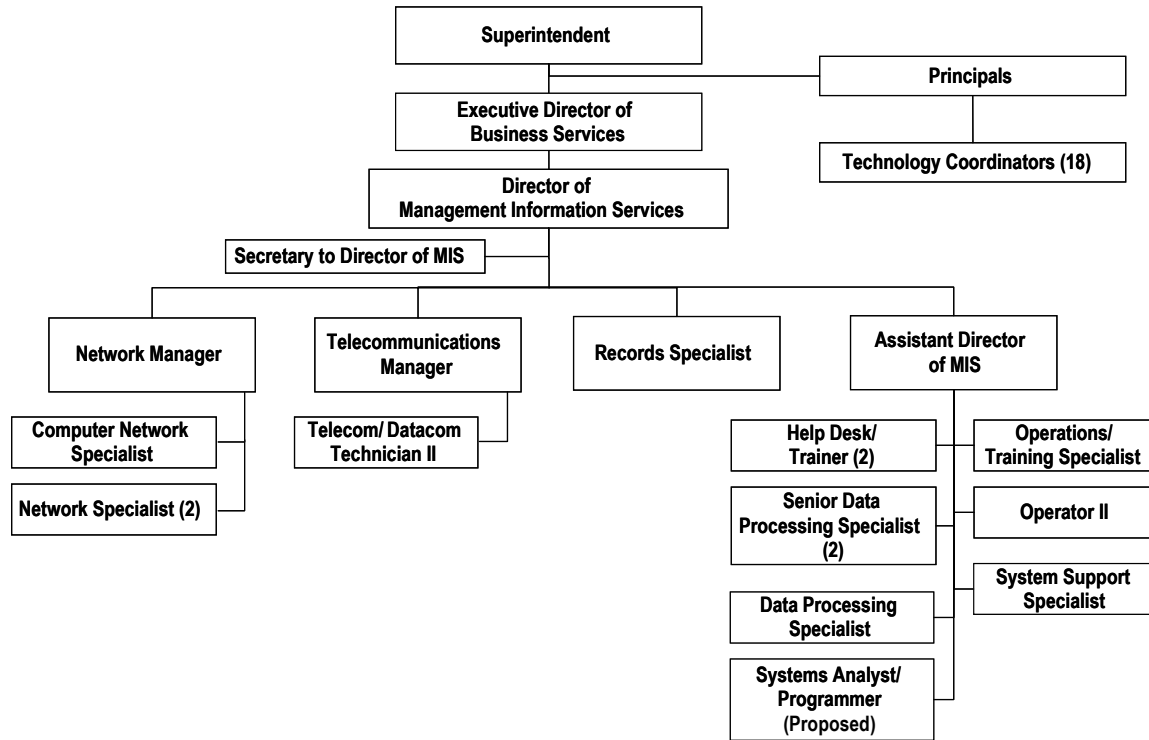 Superintendent
Principals
Executive Director of
Business Services
Technology Coordinators (18)
Director of
Management Information Services
Secretary to Director of MIS
Network Manager
Telecommunications
Manager
Records Specialist
Assistant Director
of MIS
Computer Network
Specialist
Telecom/ Datacom
Technician II
Help Desk/
Trainer (2)
Operations/
Training Specialist
Network Specialist (2)
Senior Data
Processing Specialist
(2)
Operator II
System Support
Specialist
Data Processing
Specialist
Systems Analyst/
Programmer
(Proposed)